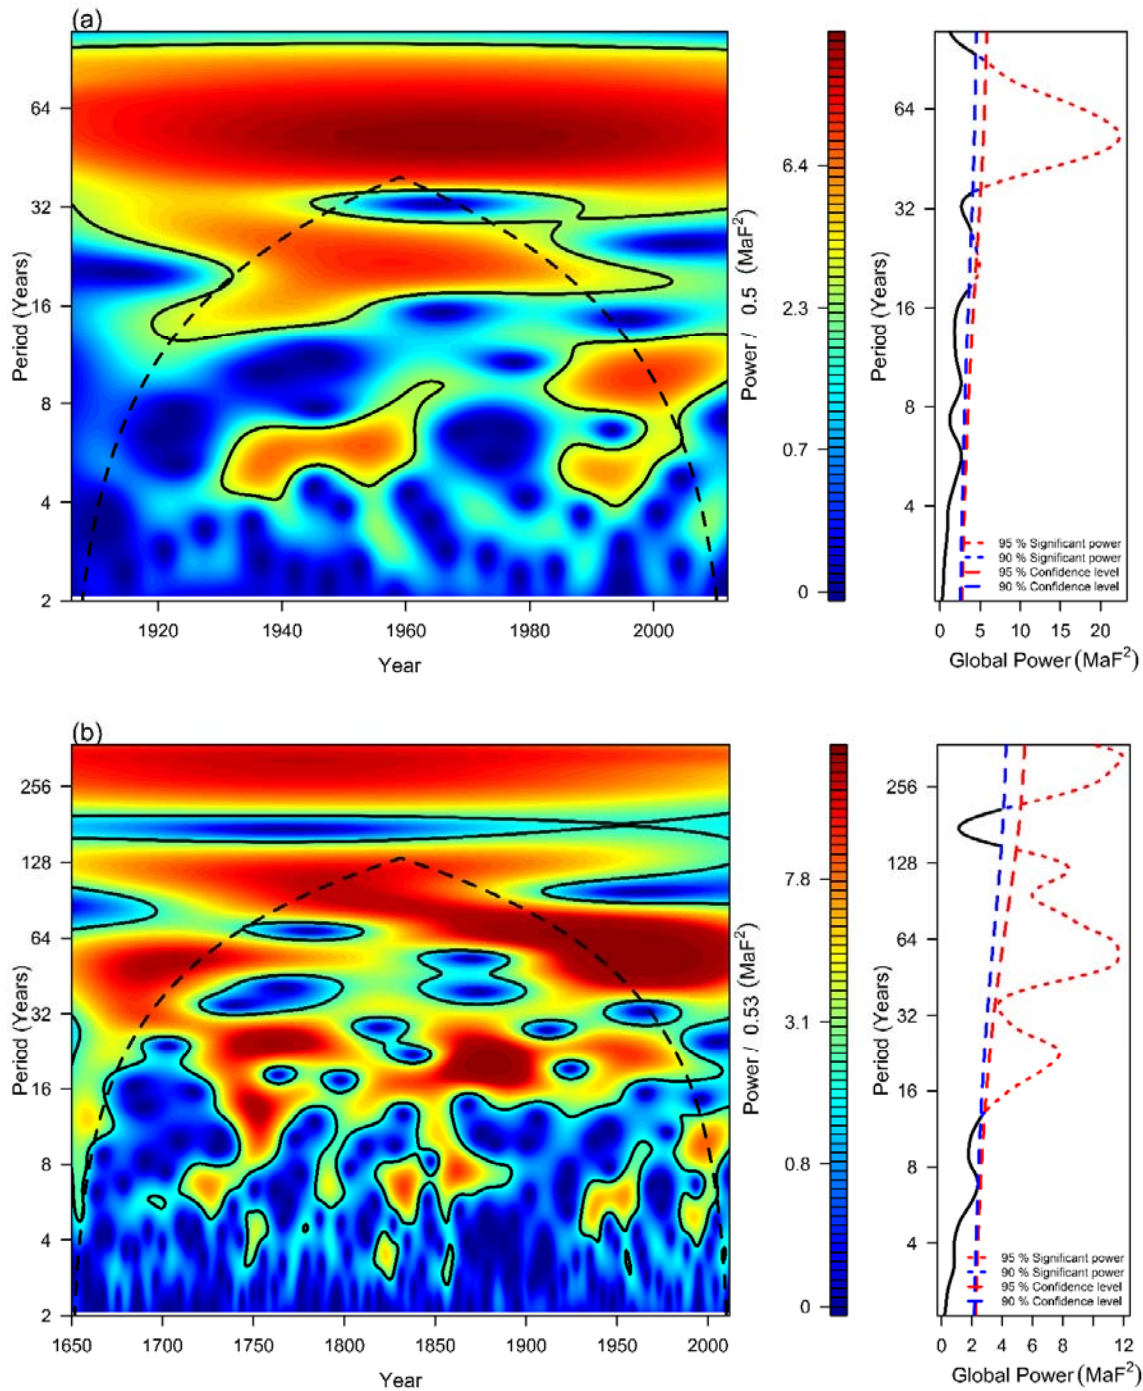 (a)
64
32
16
8
4
2
Period (Years)
1920
1940
1960
1980
2000
Year
6.4
2.3
0.7
0
Power / 0.5 (MaF²)
64
32
16
8
4
Period (Years)
95 % Significant power
90 % Significant power
95 % Confidence level
90 % Confidence level
0
5
10
15
20
Global Power (MaF²)
(b)
256
128
64
32
16
8
4
2
Period (Years)
1650
1700
1750
1800
1850
1900
1950
2000
Year
7.8
3.1
0.8
0
Power / 0.53 (MaF²)
256
128
64
32
16
8
4
Period (Years)
95 % Significant power
90 % Significant power
95 % Confidence level
90 % Confidence level
0
2
4
6
8
12
Global Power (MaF²)